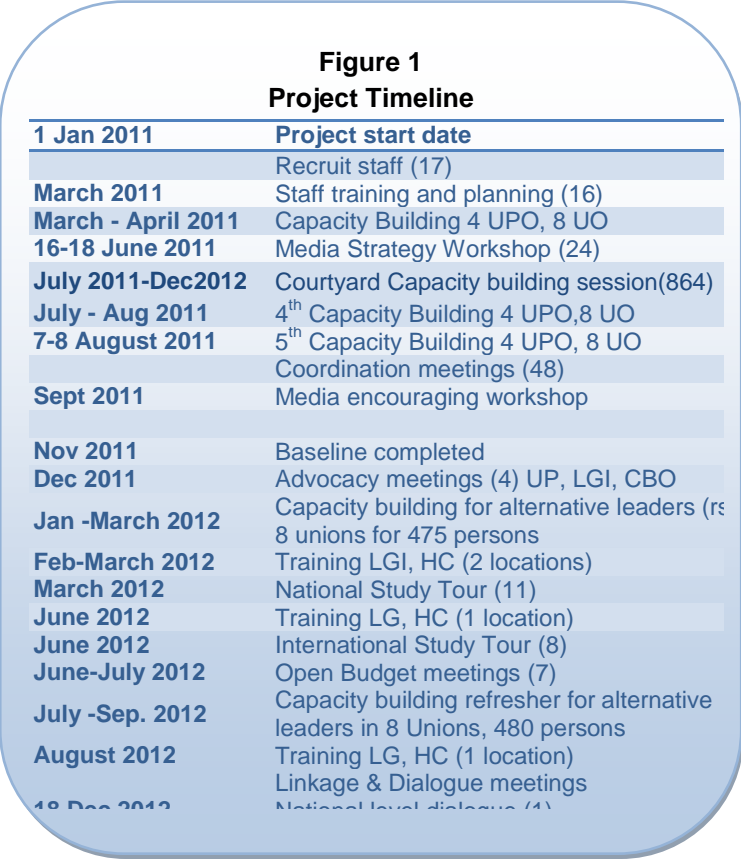 Figure 1
Project Timeline
1 Jan 2011 Project start date
Recruit staff (17)
March 2011 Staff training and planning (16)
March - April 2011 Capacity Building 4 UPO, 8 UO
16-18 June 2011 Media Strategy Workshop (24)
July 2011-Dec2012 Courtyard Capacity building session(864)
July - Aug 2011 4th Capacity Building 4 UPO,8 UO
7-8 August 2011 5th Capacity Building 4 UPO, 8 UO
Coordination meetings (48)
Sept 2011 Media encouraging workshop
Nov 2011 Baseline completed
Dec 2011 Advocacy meetings (4) UP, LGI, CBO
Jan -March 2012 Capacity building for alternative leaders
8 unions for 475 persons
Feb-March 2012 Training LGI, HC (2 locations)
March 2012 National Study Tour (11)
June 2012 Training LG, HC (1 location)
June 2012 International Study Tour (8)
June-July 2012 Open Budget meetings (7)
July -Sep. 2012 Capacity building refresher for alternative
leaders in 8 Unions, 480 persons
August 2012 Training LG, HC (1 location)
Linkage & Dialogue meetings
18 Dec 2012 National level dialogue (1)